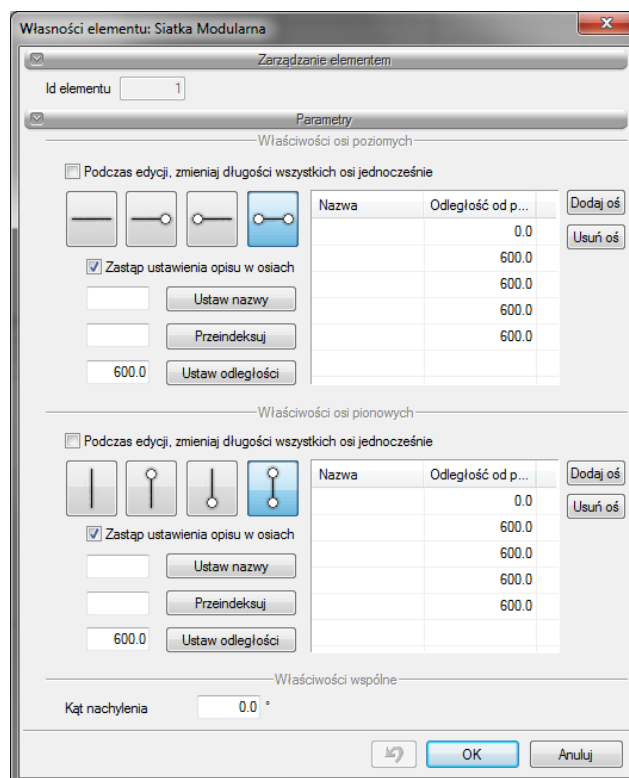 Własności elementu: Siatka Modularna
Zarządzanie elementem
Id elementu 1
Parametry
Właściwości osi poziomych
Podczas edycji, zmieniaj długości wszystkich osi jednocześnie
Nazwa Odległość od p... Dodaj oś
0.0
Usuń oś
600.0
Zastąp ustawienia opisu w osiach
600.0
Ustaw nazwy 600.0
Przeindeksuj 600.0
600.0 Ustaw odległości
Właściwości osi pionowych
Podczas edycji, zmieniaj długości wszystkich osi jednocześnie
Nazwa Odległość od p... Dodaj oś
0.0
Usuń oś
600.0
Zastąp ustawienia opisu w osiach
600.0
Ustaw nazwy 600.0
Przeindeksuj 600.0
600.0 Ustaw odległości
Właściwości wspólne
Kąt nachylenia 0.0 °
OK Anuluj